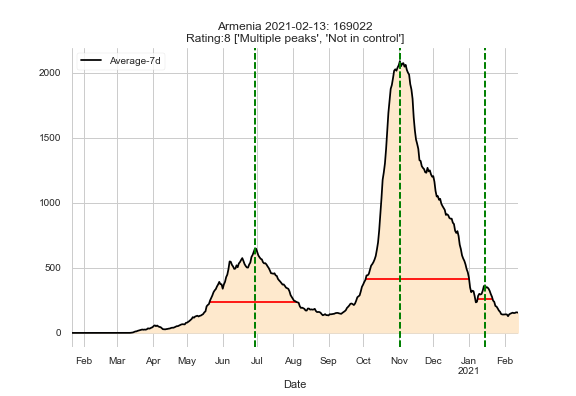 Armenia 2021-02-13: 169022
Rating:8 ['Multiple peaks', 'Not in control']
Average-7d
2000
1500
1000
500
0
Feb Mar Apr May Jun Jul Aug Sep Oct Nov Dec Jan Feb
2021
Date